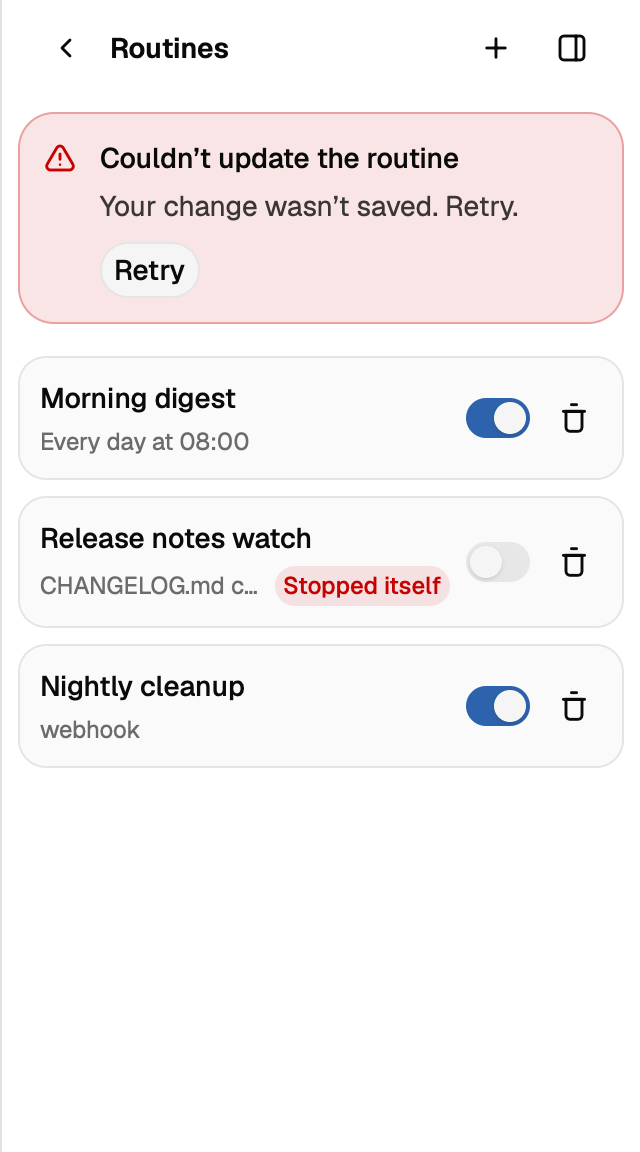 Routines
Couldn’t update the routine
Your change wasn’t saved. Retry.
Retry
Morning digest
Every day at 08:00
Release notes watch
CHANGELOG.md c… Stopped itself
Nightly cleanup
webhook